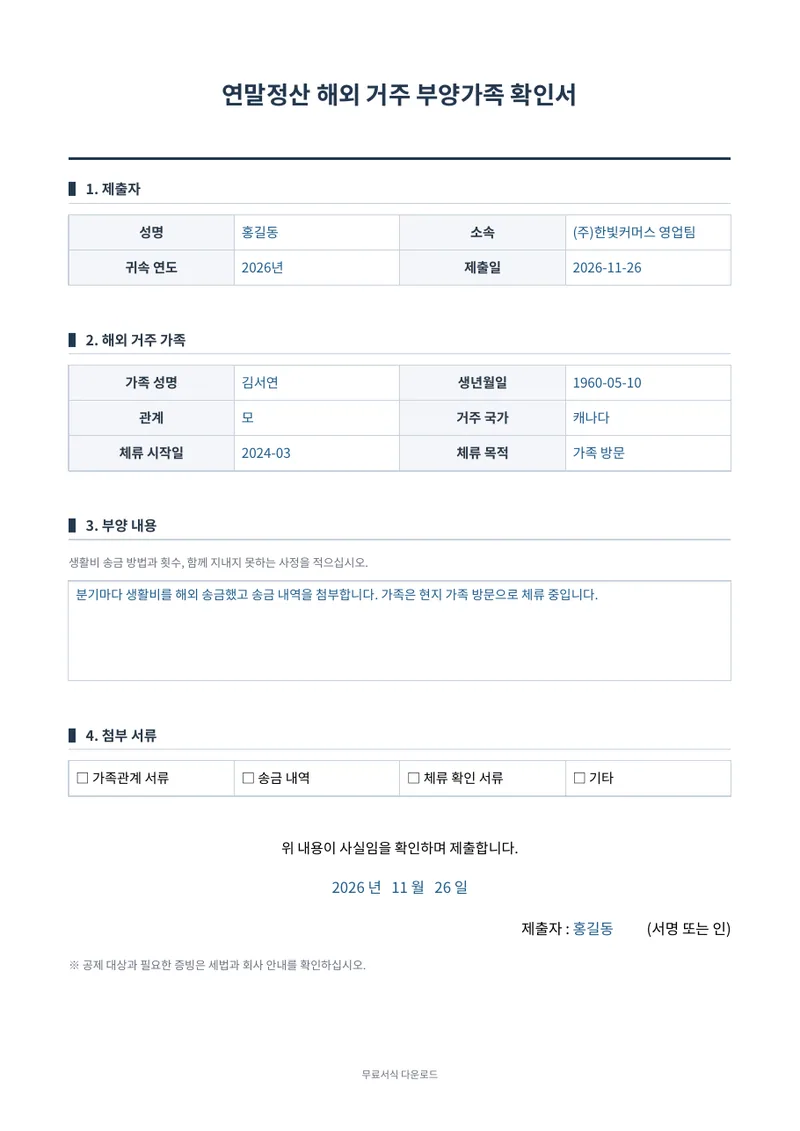 연말정산 해외 거주 부양가족 확인서
1. 제출자
성명 홍길동 소속 (주)한빛커머스 영업팀
귀속 연도 2026년 제출일 2026-11-26
2. 해외 거주 가족
가족 성명 김서연 생년월일 1960-05-10
관계 모 거주 국가 캐나다
체류 시작일 2024-03 체류 목적 가족 방문
3. 부양 내용
생활비 송금 방법과 횟수, 함께 지내지 못하는 사정을 적으십시오.
분기마다 생활비를 해외 송금했고 송금 내역을 첨부합니다. 가족은 현지 가족 방문으로 체류 중입니다.
4. 첨부 서류
☐ 가족관계 서류 ☐ 송금 내역 ☐ 체류 확인 서류 ☐ 기타
위 내용이 사실임을 확인하며 제출합니다.
2026 년 11 월 26 일
제출자 : 홍길동 (서명 또는 인)
※ 공제 대상과 필요한 증빙은 세법과 회사 안내를 확인하십시오.
무료서식 다운로드